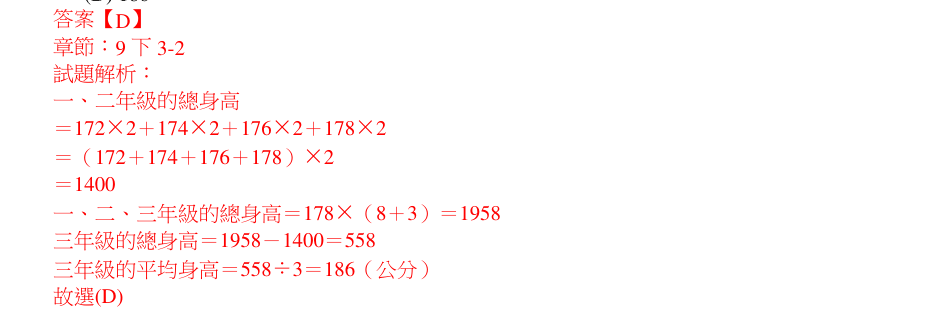 答案【D】
章節：9 下 3-2
試題解析：
一、二年級的總身高
＝172×2＋174×2＋176×2＋178×2
＝（172＋174＋176＋178）×2
＝1400
一、二、三年級的總身高＝178×（8＋3）＝1958
三年級的總身高＝1958－1400＝558
三年級的平均身高＝558÷3＝186（公分）
故選(D)